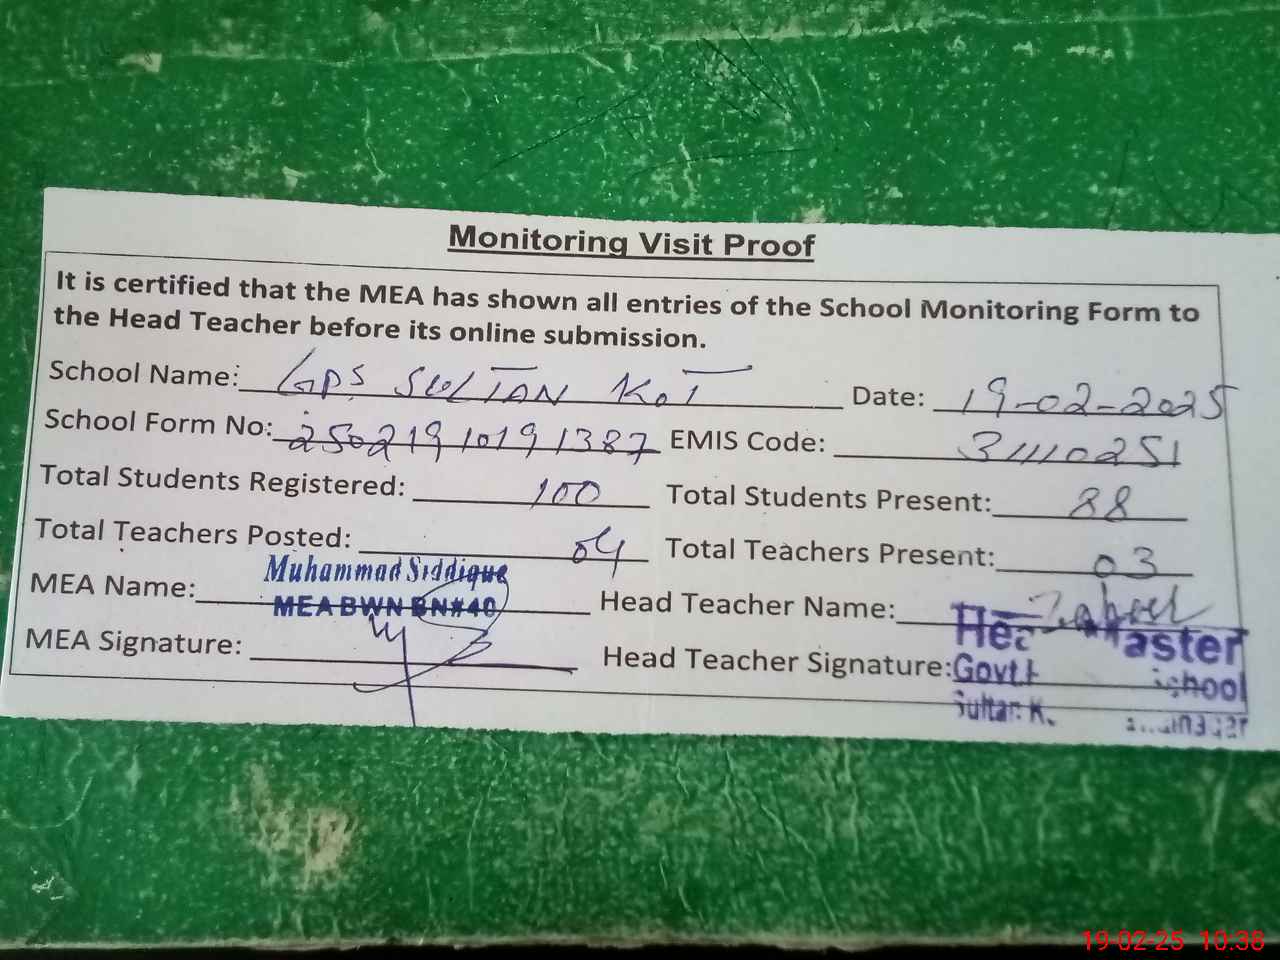 Monitoring Visit Proof
It is certified that the MEA has shown all entries of the School Monitoring Form to
the Head Teacher before its online submission.
School Name: GPS SULTAN KOT Date: 19-02-2025
School Form No: 25021910191387 EMIS Code: 31110251
Total Students Registered: 100 Total Students Present: 88
Total Teachers Posted: 04 Total Teachers Present: 03
MEA Name: Muhammad Siddique Head Teacher Name:
MEA BWN BN#40
MEA Signature: Head Teacher Signature:
Master
Govt School
Sultan K.
19-02-25 10:38